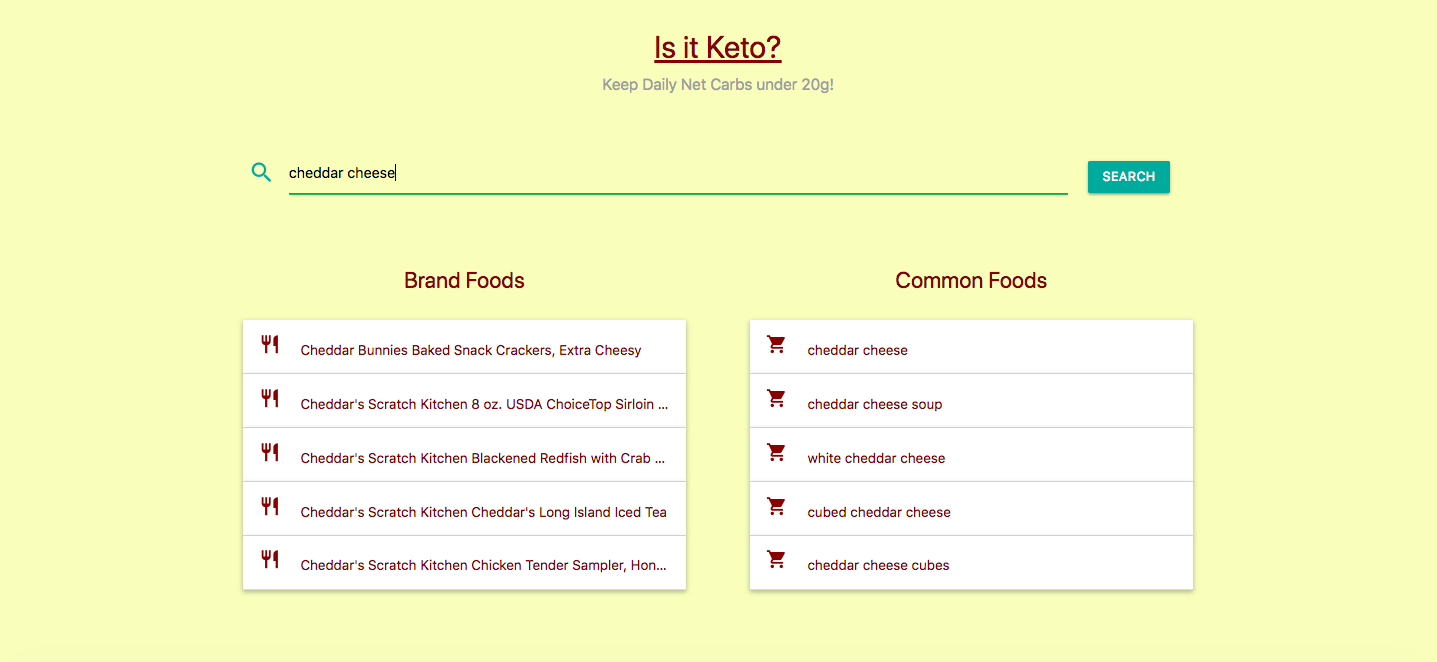 Is it Keto?
Keep Daily Net Carbs under 20g!
cheddar cheese
SEARCH
Brand Foods
Cheddar Bunnies Baked Snack Crackers, Extra Cheesy
Cheddar's Scratch Kitchen 8 oz. USDA ChoiceTop Sirloin ...
Cheddar's Scratch Kitchen Blackened Redfish with Crab ...
Cheddar's Scratch Kitchen Cheddar's Long Island Iced Tea
Cheddar's Scratch Kitchen Chicken Tender Sampler, Hon...
Common Foods
cheddar cheese
cheddar cheese soup
white cheddar cheese
cubed cheddar cheese
cheddar cheese cubes